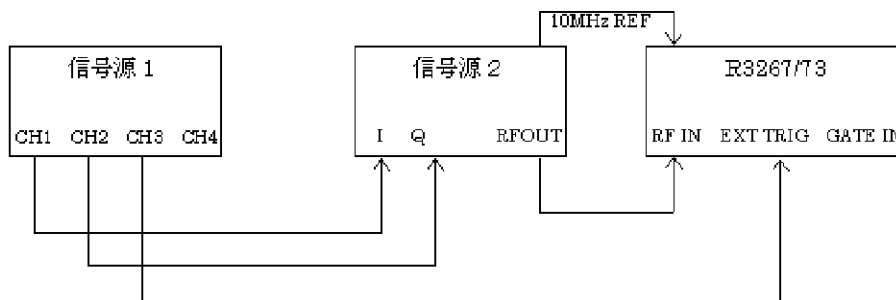 10MHz REF
信号源 1
信号源 2
R3267/73
CH1 CH2 CH3 CH4
I Q RFOUT
RF IN EXT TRIG GATE IN